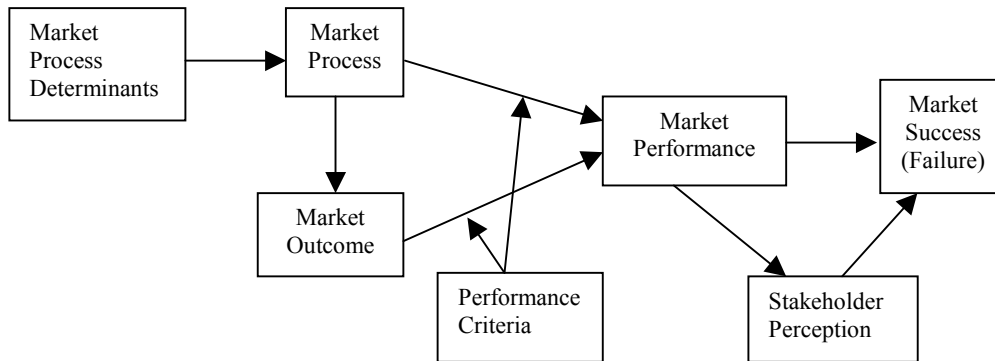 Market
Process
Determinants
Market
Process
Market
Outcome
Performance
Criteria
Market
Performance
Stakeholder
Perception
Market
Success
(Failure)